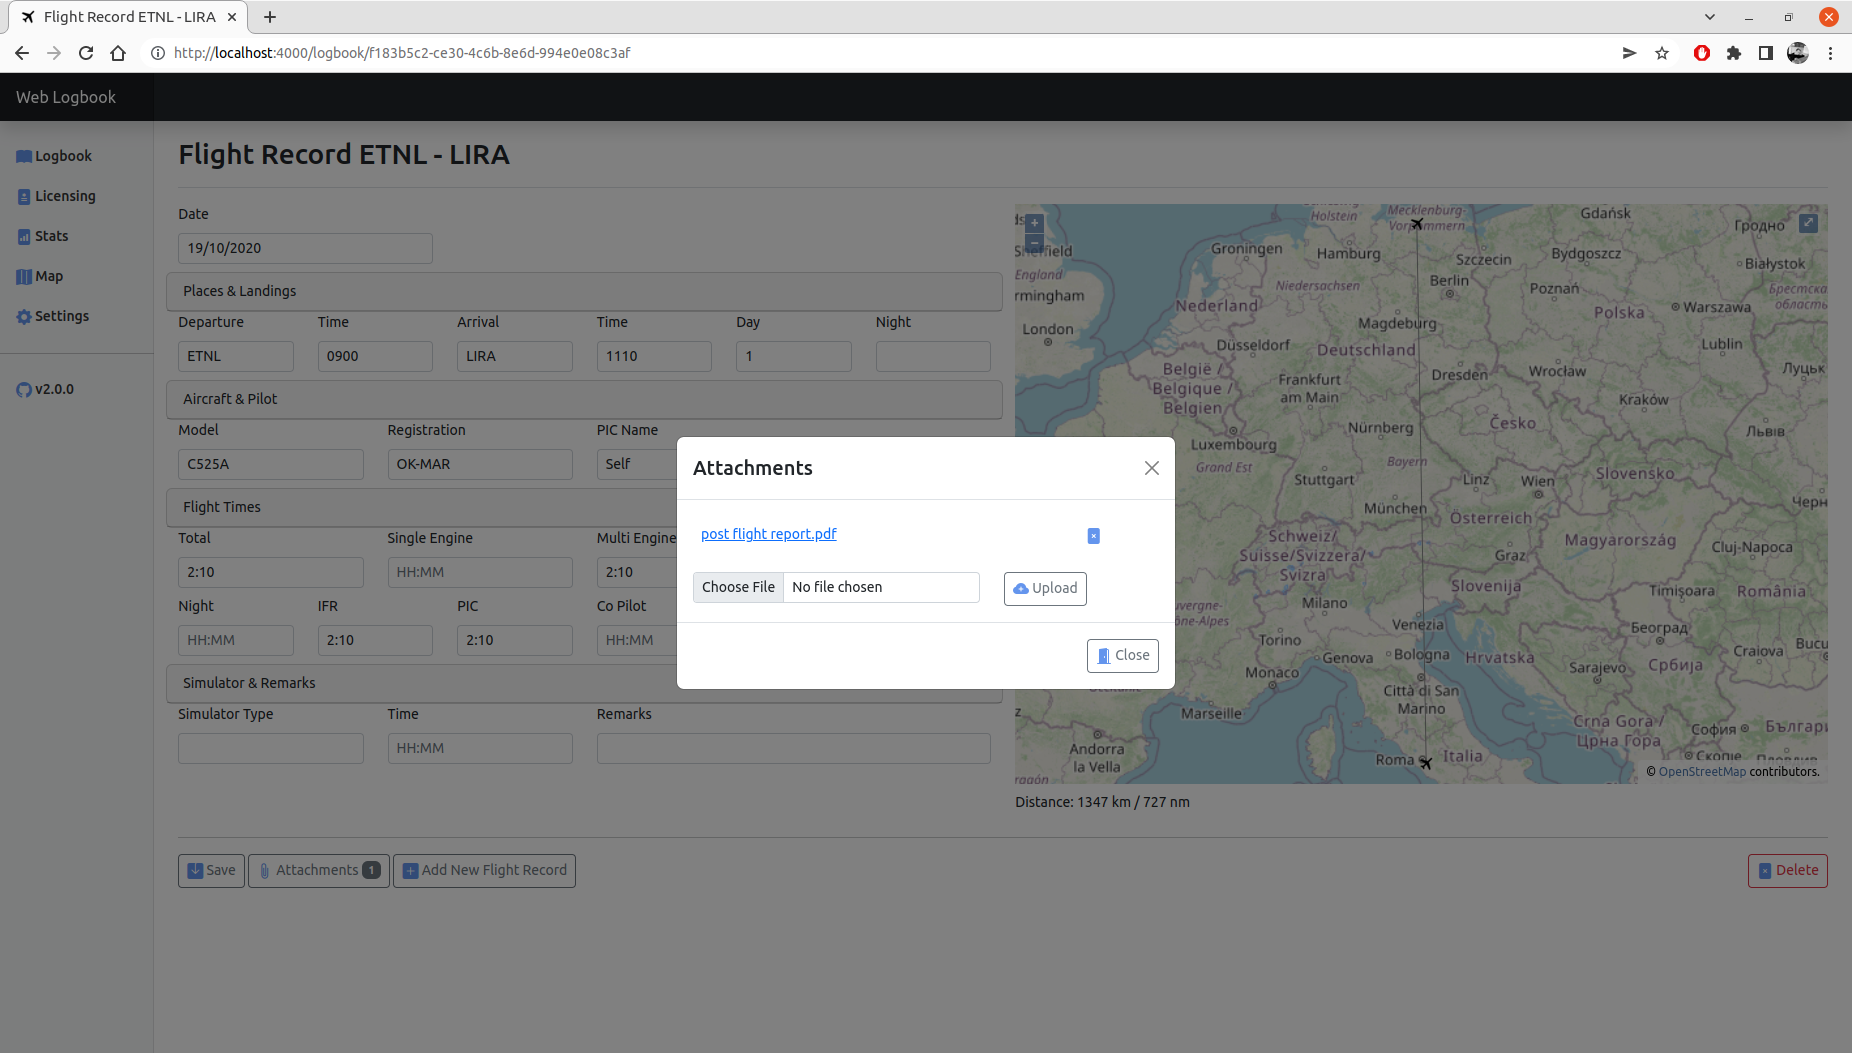 Flight Record ETNL - LIRA
http://localhost:4000/logbook/f183b5c2-ce30-4c6b-8e6d-994e0e08c3af
Web Logbook
Logbook
Licensing
Stats
Map
Settings
v2.0.0
Flight Record ETNL - LIRA
Date
19/10/2020
Places & Landings
Departure Time Arrival Time Day Night
ETNL 0900 LIRA 1110 1
Aircraft & Pilot
Model Registration PIC Name
C525A OK-MAR Self
Flight Times
Total Single Engine Multi Engine
2:10 HH:MM 2:10
Night IFR PIC Co Pilot
HH:MM 2:10 2:10 HH:MM
Simulator & Remarks
Simulator Type Time Remarks
HH:MM
Attachments
post flight report.pdf
Choose File No file chosen Upload
Close
Holstein
Mecklenburg-
Vorpommern
Gdańsk
Гродно
Groningen
Hamburg
Szczecin
Bydgoszcz
Białystok
England
Niedersachsen
Berlin
Poznań
Брестская
область
Nederland
Polska
Warszawa
London
Magdeburg
Düsseldorf
Deutschland
Lublin
België /
Belgique /
Belgien
Frankfurt
am Main
Dresden
Wrocław
Луцьк
Kraków
Nürnberg
Česko
Львів
Luxembourg
Grand Est
Bayern
Slovensko
Stuttgart
Linz
Wien
München
Österreich
Schweiz/
Suisse/Svizzera/
Svizra
Magyarország
Graz
Cluj-Napoca
Slovenija
Timișoara
Milano
Venezia
Београд
Torino
Genova
Bologna
Hrvatska
Sarajevo
Србија
Craiova
Monaco
Città di San
Marino
Marseille
Crna Gora /
Црна Гора
София
Andorra
la Vella
Roma
Italia
Скопје
© OpenStreetMap contributors.
Distance: 1347 km / 727 nm
Save
Attachments 1
Add New Flight Record
Delete